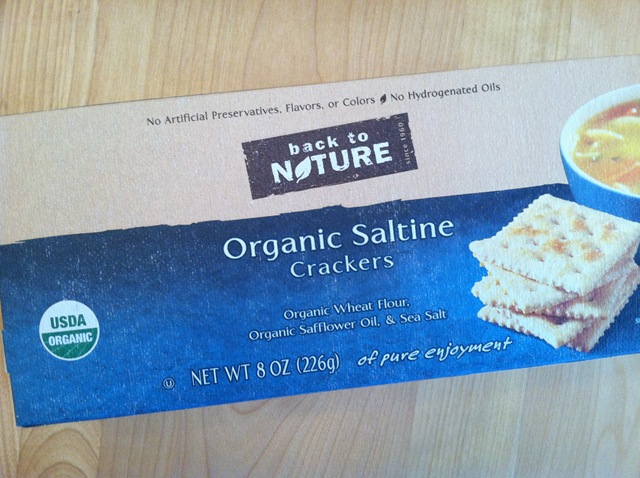 No Artificial Preservatives, Flavors, or Colors No Hydrogenated Oils
back to
NATURE
since 1960
Organic Saltine
Crackers
Organic Wheat Flour,
Organic Safflower Oil, & Sea Salt
USDA
ORGANIC
U NET WT 8 OZ (226g) of pure enjoyment